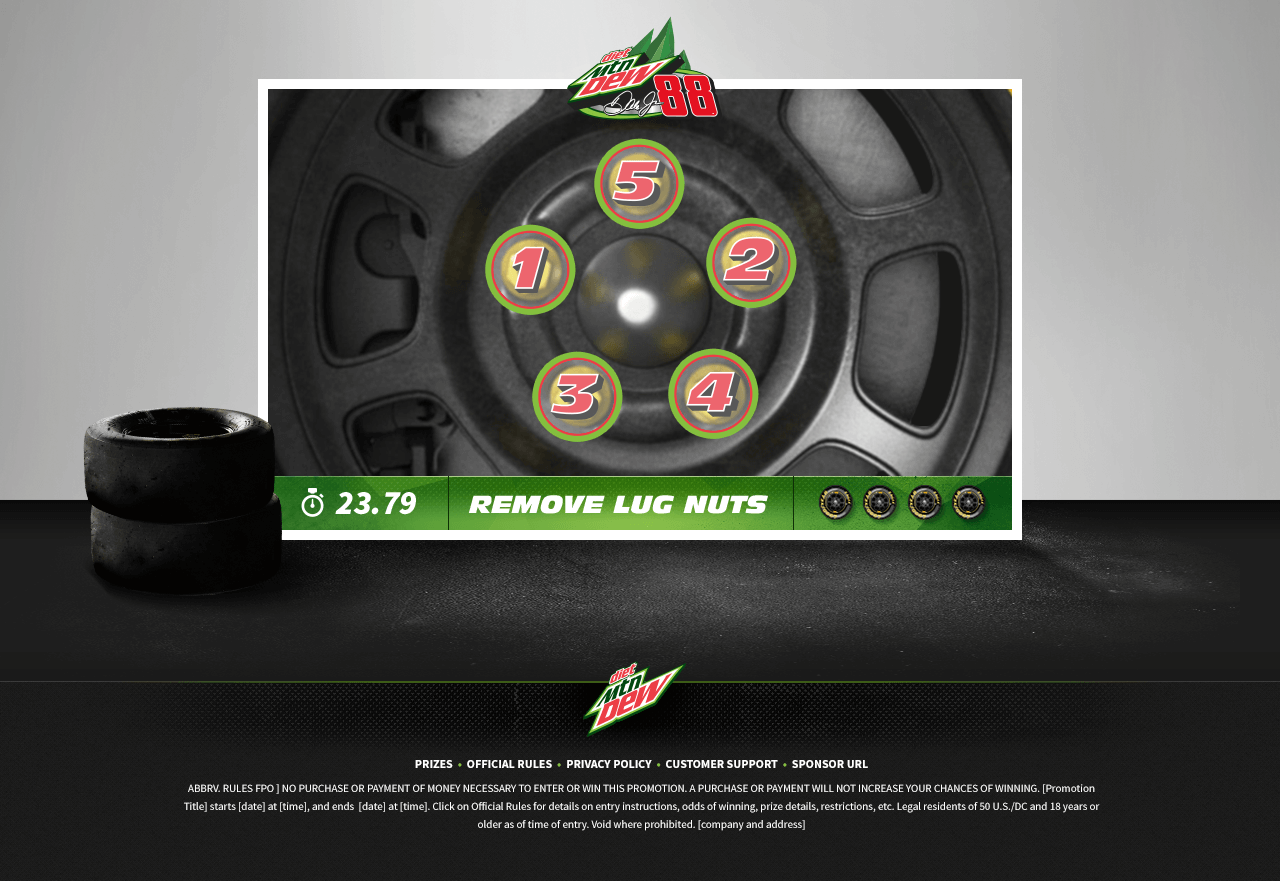 diet
Mtn
DEW
88
5
1
2
3
4
23.79
REMOVE LUG NUTS
diet
Mtn
DEW
PRIZES • OFFICIAL RULES • PRIVACY POLICY • CUSTOMER SUPPORT • SPONSOR URL
ABBRV. RULES FPO ] NO PURCHASE OR PAYMENT OF MONEY NECESSARY TO ENTER OR WIN THIS PROMOTION. A PURCHASE OR PAYMENT WILL NOT INCREASE YOUR CHANCES OF WINNING. [Promotion
Title] starts [date] at [time], and ends [date] at [time]. Click on Official Rules for details on entry instructions, odds of winning, prize details, restrictions, etc. Legal residents of 50 U.S./DC and 18 years or
older as of time of entry. Void where prohibited. [company and address]